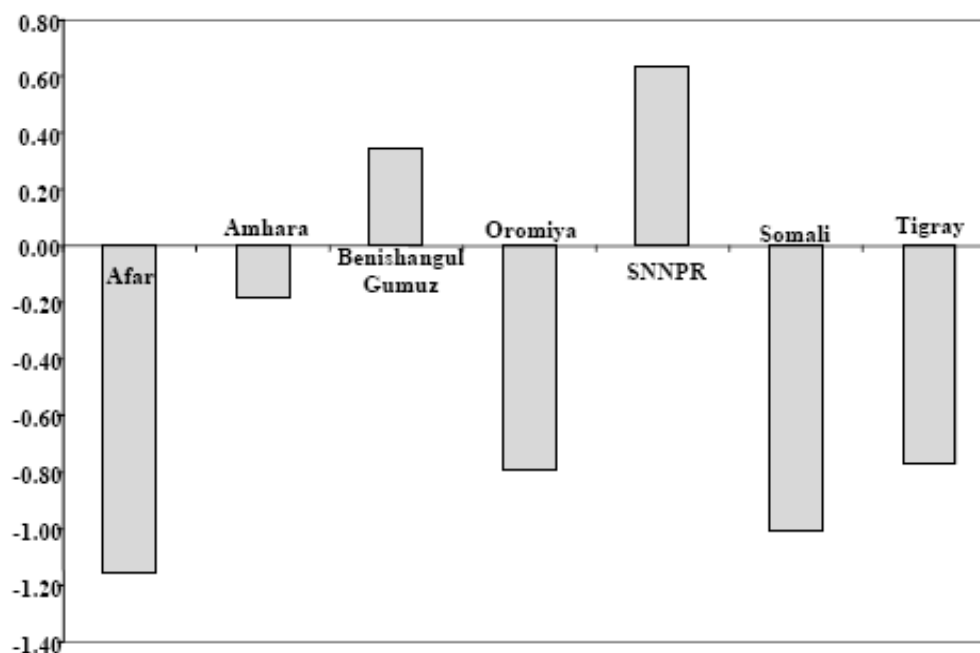 0.80
0.60
0.40
0.20
0.00
-0.20
-0.40
-0.60
-0.80
-1.00
-1.20
-1.40
Afar
Amhara
Benishangul
Gumuz
Oromiya
SNNPR
Somali
Tigray